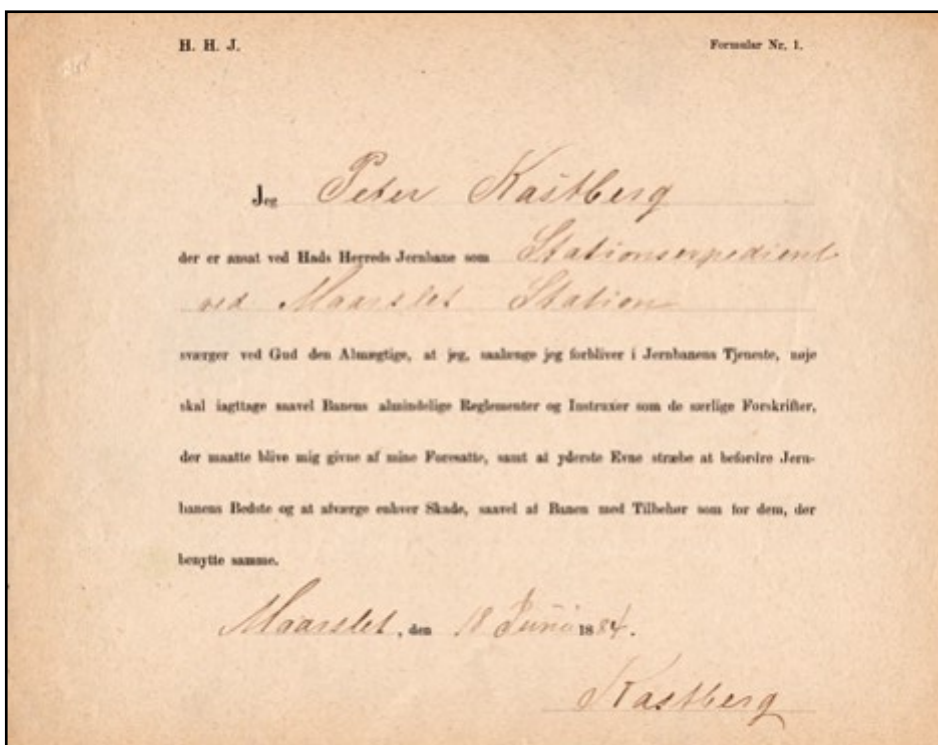 H. H. J. Formular Nr. 1.
Jeg Peter Kastberg
der er ansat ved Hads Herreds Jernbane som Stationsexpedient
ved Maarslet Station
sværger ved Gud den Almægtige, at jeg, saalænge jeg forbliver i Jernbanens Tjeneste, nøje
skal iagttage saavel Banens almindelige Reglementer og Instruxer som de særlige Forskrifter,
der maatte blive mig givne af mine Foresatte, samt af yderste Evne stræbe at befordre Jern-
banens Bedste og at afværge enhver Skade, saavel af Banen med Tilbehør som for dem, der
benytte samme.
Maarslet, den 18 Juni 1884.
Kastberg